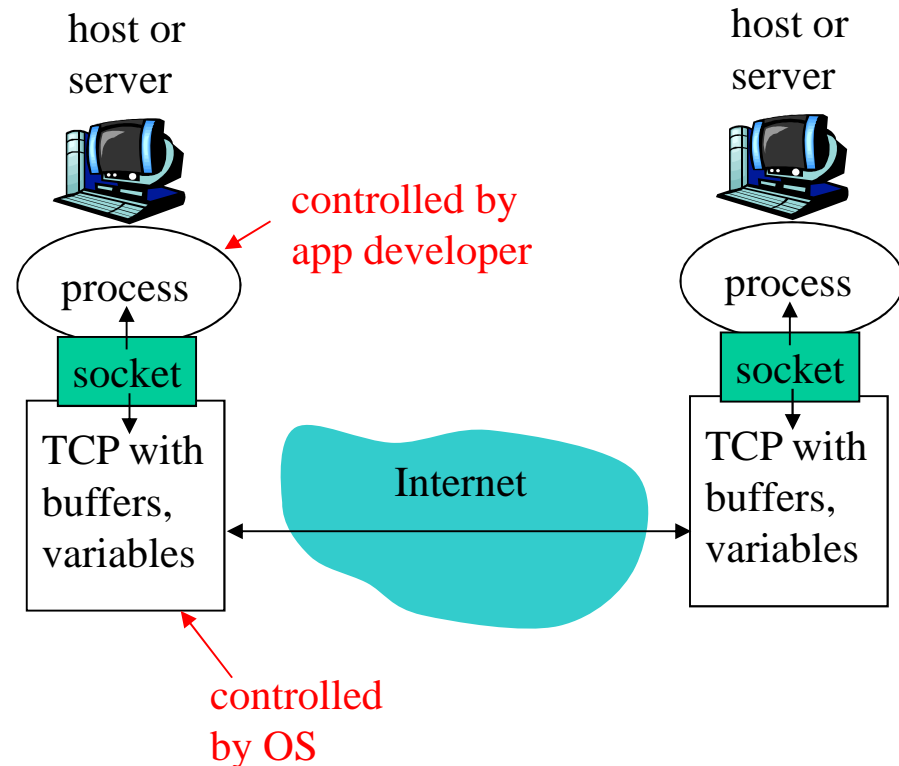 host or
server
host or
server
controlled by
app developer
process
process
socket
socket
TCP with
buffers,
variables
Internet
TCP with
buffers,
variables
controlled
by OS